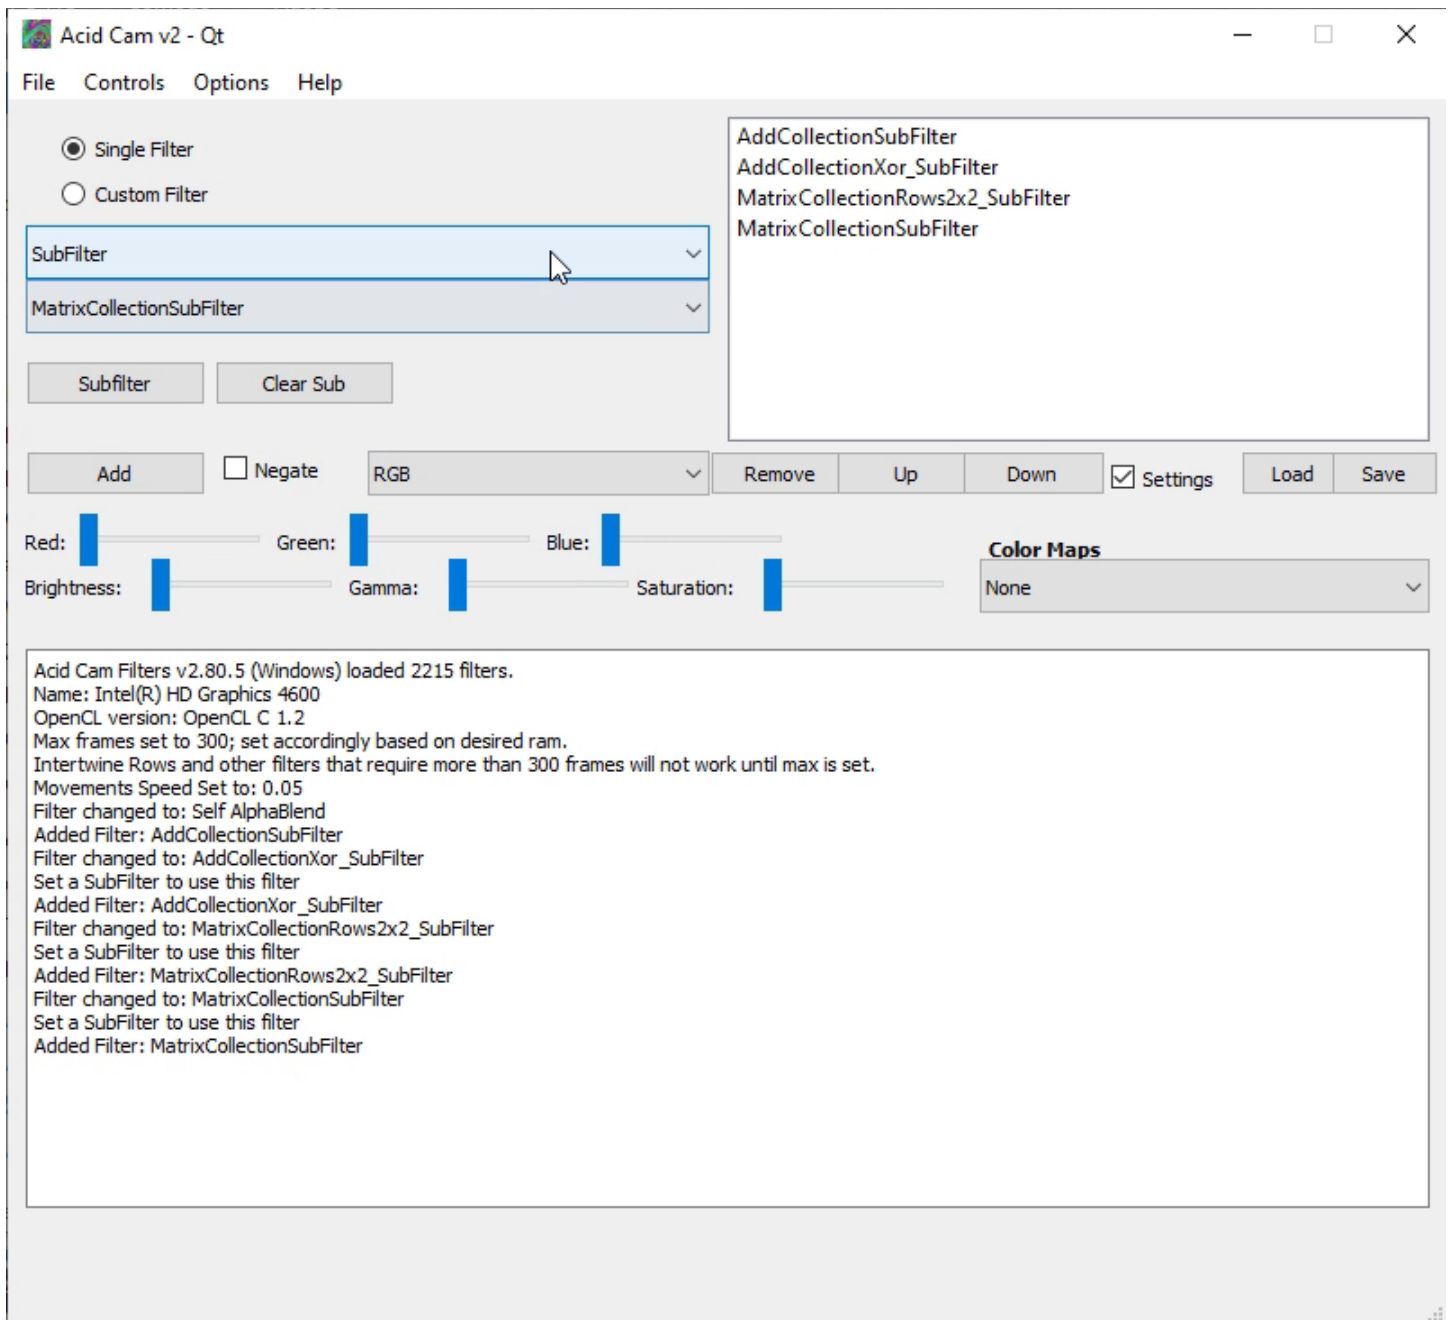 Acid Cam v2 - Qt
File Controls Options Help
Single Filter
Custom Filter
SubFilter
MatrixCollectionSubFilter
Subfilter Clear Sub
AddCollectionSubFilter
AddCollectionXor_SubFilter
MatrixCollectionRows2x2_SubFilter
MatrixCollectionSubFilter
Add Negate RGB Remove Up Down Settings Load Save
Red: Green: Blue:
Brightness: Gamma: Saturation:
Color Maps
None
Acid Cam Filters v2.80.5 (Windows) loaded 2215 filters.
Name: Intel(R) HD Graphics 4600
OpenCL version: OpenCL C 1.2
Max frames set to 300; set accordingly based on desired ram.
Intertwine Rows and other filters that require more than 300 frames will not work until max is set.
Movements Speed Set to: 0.05
Filter changed to: Self AlphaBlend
Added Filter: AddCollectionSubFilter
Filter changed to: AddCollectionXor_SubFilter
Set a SubFilter to use this filter
Added Filter: AddCollectionXor_SubFilter
Filter changed to: MatrixCollectionRows2x2_SubFilter
Set a SubFilter to use this filter
Added Filter: MatrixCollectionRows2x2_SubFilter
Filter changed to: MatrixCollectionSubFilter
Set a SubFilter to use this filter
Added Filter: MatrixCollectionSubFilter